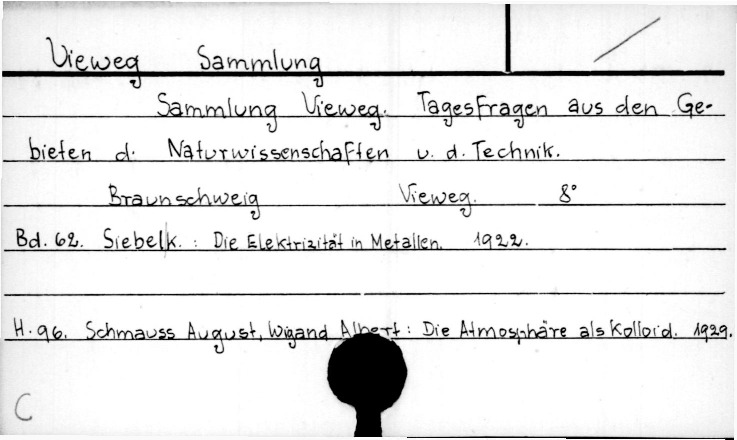 Vieweg Sammlung
Sammlung Vieweg. Tagesfragen aus den Ge-
bieten d. Naturwissenschaften u. d. Technik.
Braunschweig Vieweg. 8°
Bd. 62. Siebel K. : Die Elektrizität in Metallen. 1922.
H. 96. Schmauss August, Wigand Albert : Die Atmosphäre als Kolloid. 1929.
C